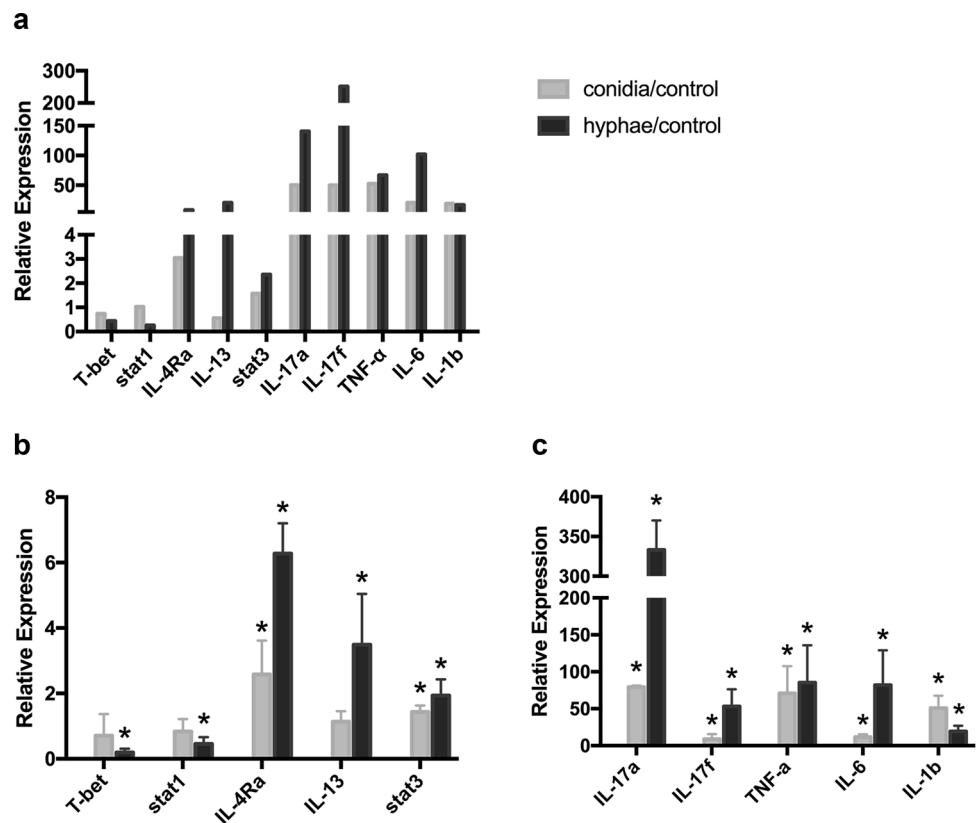 a
Relative Expression
300
200
150
100
50
4
3
2
1
0
T-bet
stat1
IL-4Ra
IL-13
stat3
IL-17a
IL-17f
TNF-α
IL-6
IL-1b
conidia/control
hyphae/control
b
Relative Expression
8
6
4
2
0
* * * * * * *
T-bet
stat1
IL-4Ra
IL-13
stat3
c
Relative Expression
400
350
300
200
150
100
50
0
* * * * * * * * * *
IL-17a
IL-17f
TNF-a
IL-6
IL-1b